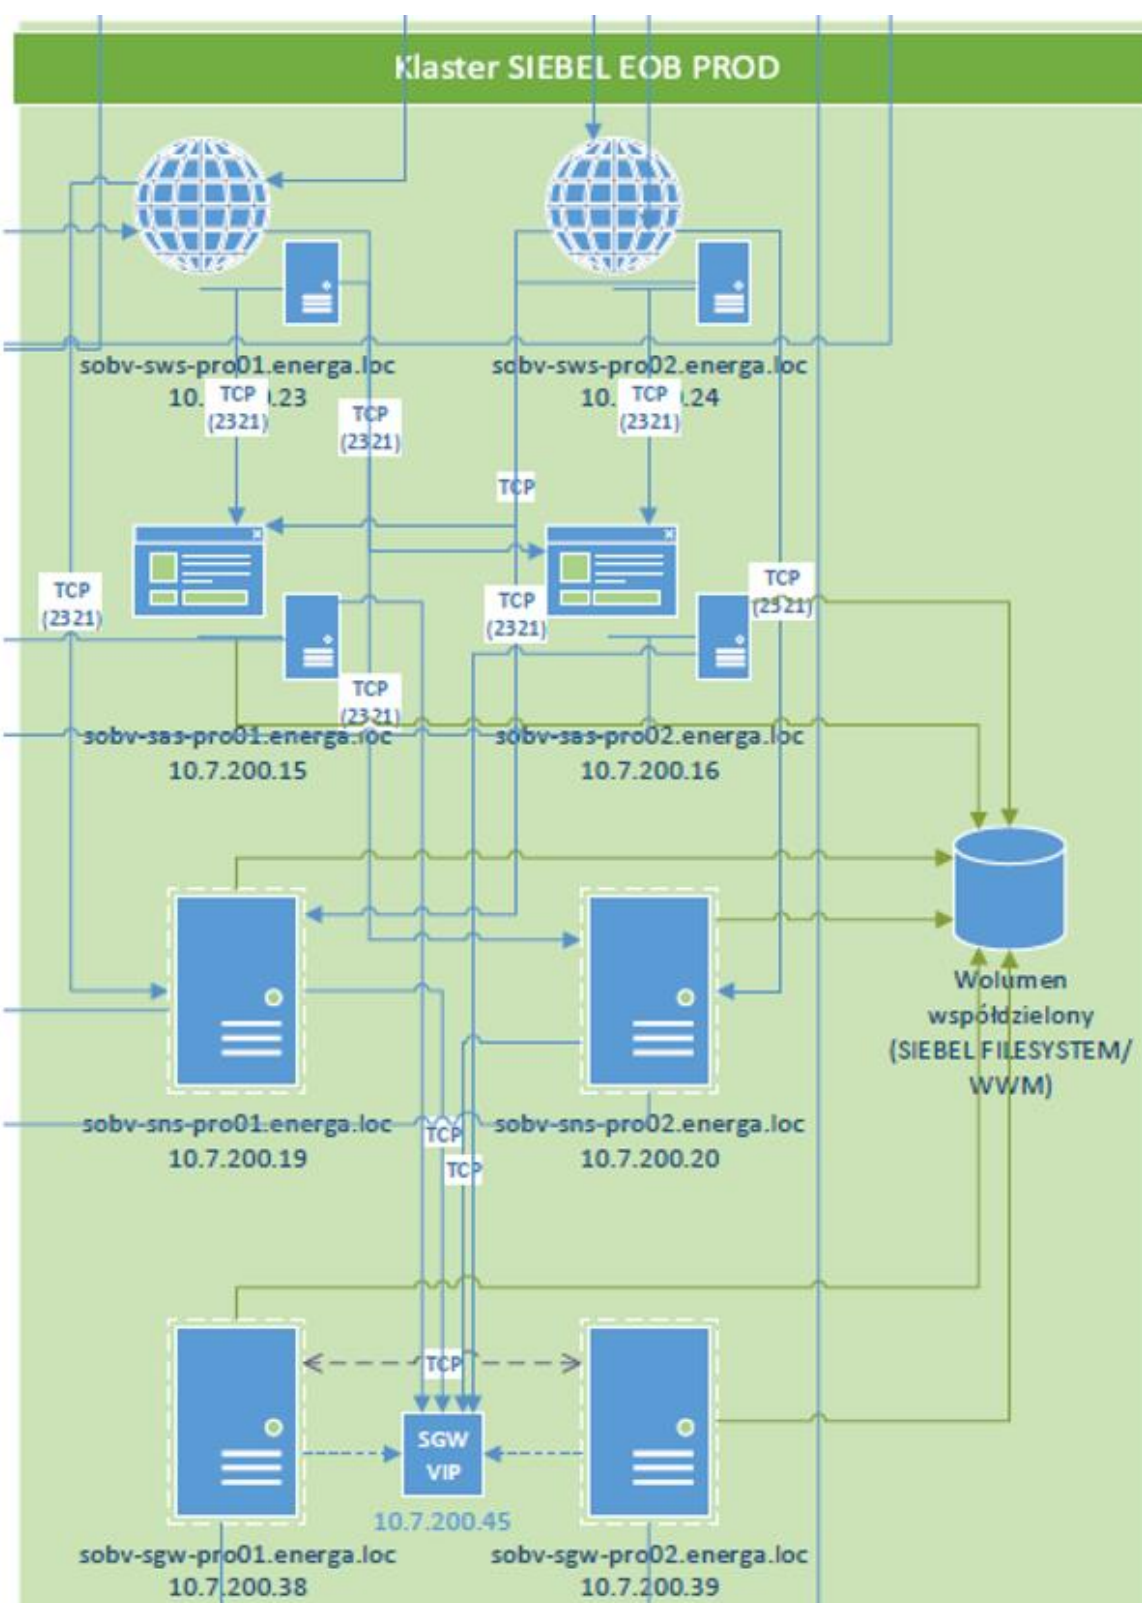 Klaster SIEBEL EOB PROD
sobv-sws-pro01.energa.loc
sobv-sws-pro02.energa.loc
10. .23
10. .24
TCP
(2321)
TCP
(2321)
TCP
(2321)
TCP
TCP
(2321)
TCP
(2321)
TCP
(2321)
TCP
(2321)
sobv-sas-pro01.energa.loc
10.7.200.15
sobv-sas-pro02.energa.loc
10.7.200.16
Wolumen
współdzielony
(SIEBEL FILESYSTEM/
WWM)
sobv-sns-pro01.energa.loc
10.7.200.19
sobv-sns-pro02.energa.loc
10.7.200.20
TCP
TCP
TCP
SGW
VIP
10.7.200.45
sobv-sgw-pro01.energa.loc
10.7.200.38
sobv-sgw-pro02.energa.loc
10.7.200.39